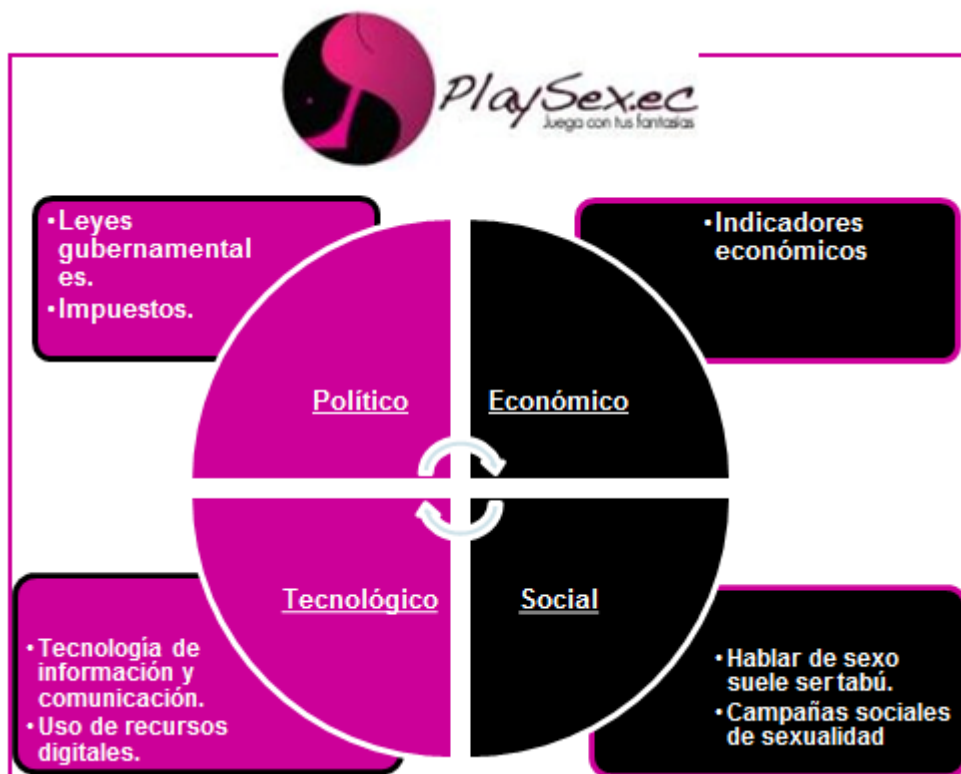 PlaySex.ec
Juega con tus fantasías
•Leyes
gubernamental
es.
•Impuestos.
•Indicadores
económicos
Político
Económico
Tecnológico
Social
•Tecnología de
información y
comunicación.
•Uso de recursos
digitales.
•Hablar de sexo
suele ser tabú.
•Campañas sociales
de sexualidad